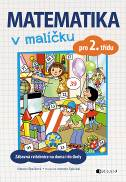 MATEMATIKA
v malíčku
pro 2. třídu
Zábavná cvičebnice na doma i do školy